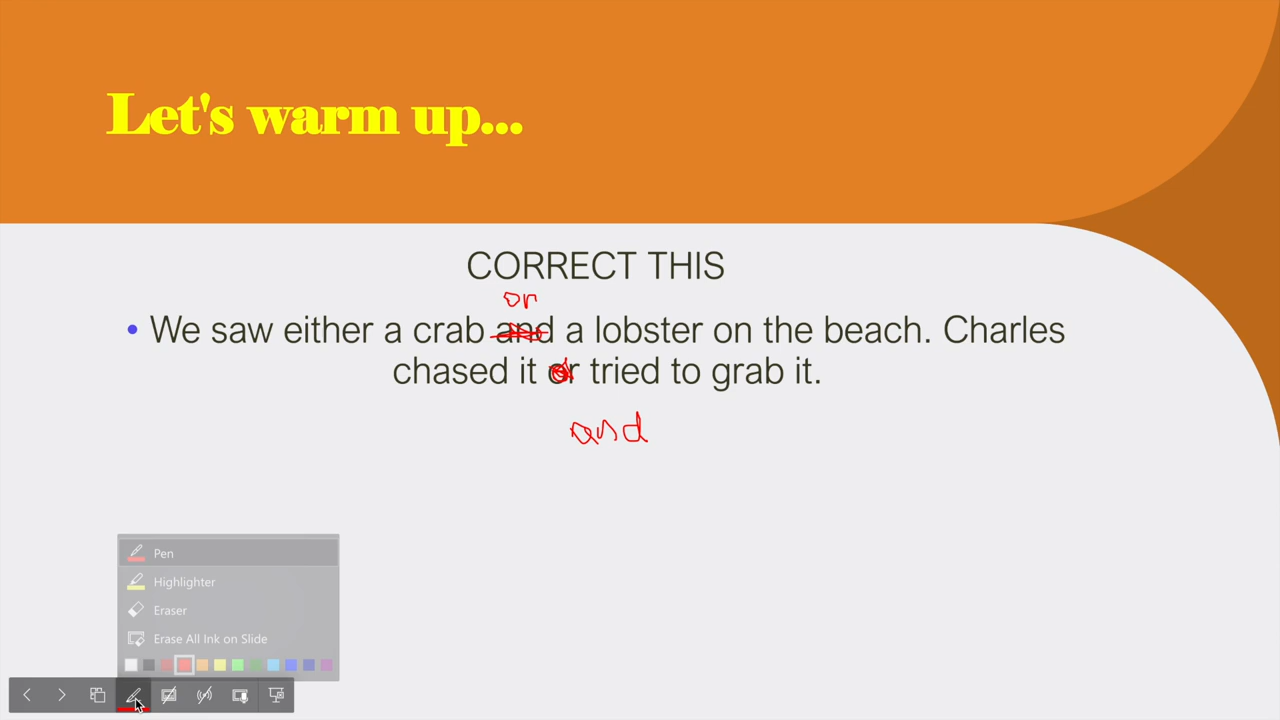 Let's warm up...
CORRECT THIS
or
• We saw either a crab and a lobster on the beach. Charles
chased it or tried to grab it.
and
Pen
Highlighter
Eraser
Erase All Ink on Slide